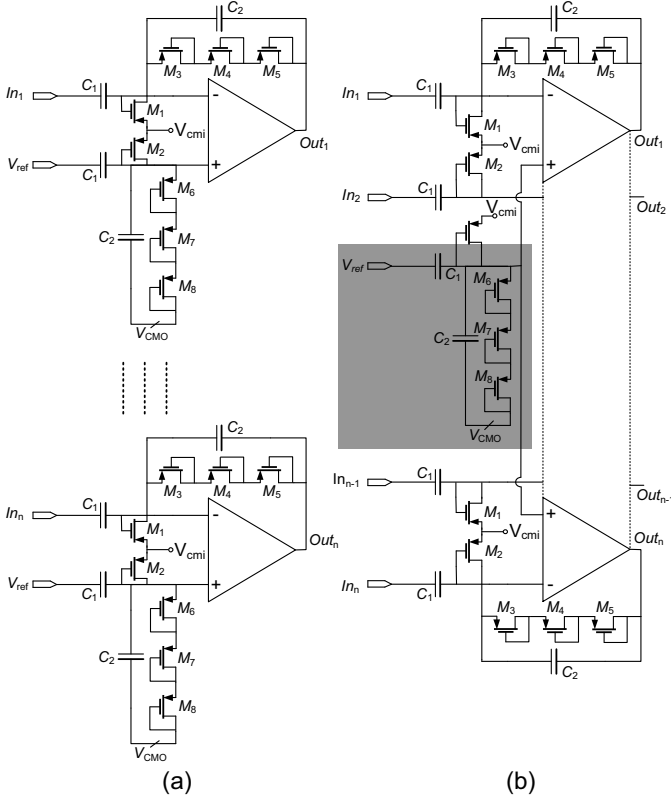 C2
M3 M4 M5
In1 C1 M1
Vcmi
M2
Vref C1
Out1
M6
C2 M7
M8
VCMO
C2
M3 M4 M5
Inn C1 M1
Vcmi
M2
Vref C1
Outn
M6
C2 M7
M8
VCMO
(a)
C2
M3 M4 M5
In1 C1 M1
Vcmi
M2
Out1
In2 C1
Out2
Vcmi
Vref C1
M6
C2 M7
M8
VCMO
Inn-1 C1
Outn-1
M1
Vcmi
M2
Outn
Inn C1
M3 M4 M5
C2
(b)